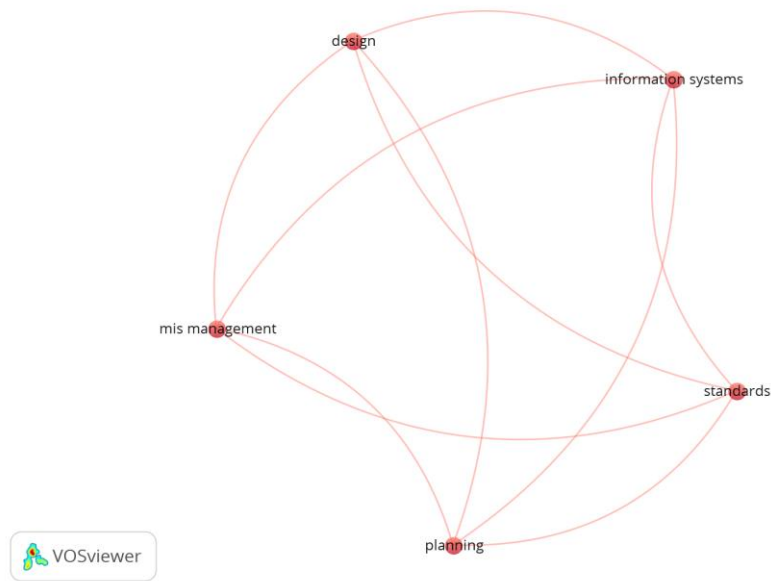 design
information systems
mis management
standards
planning
VOSviewer